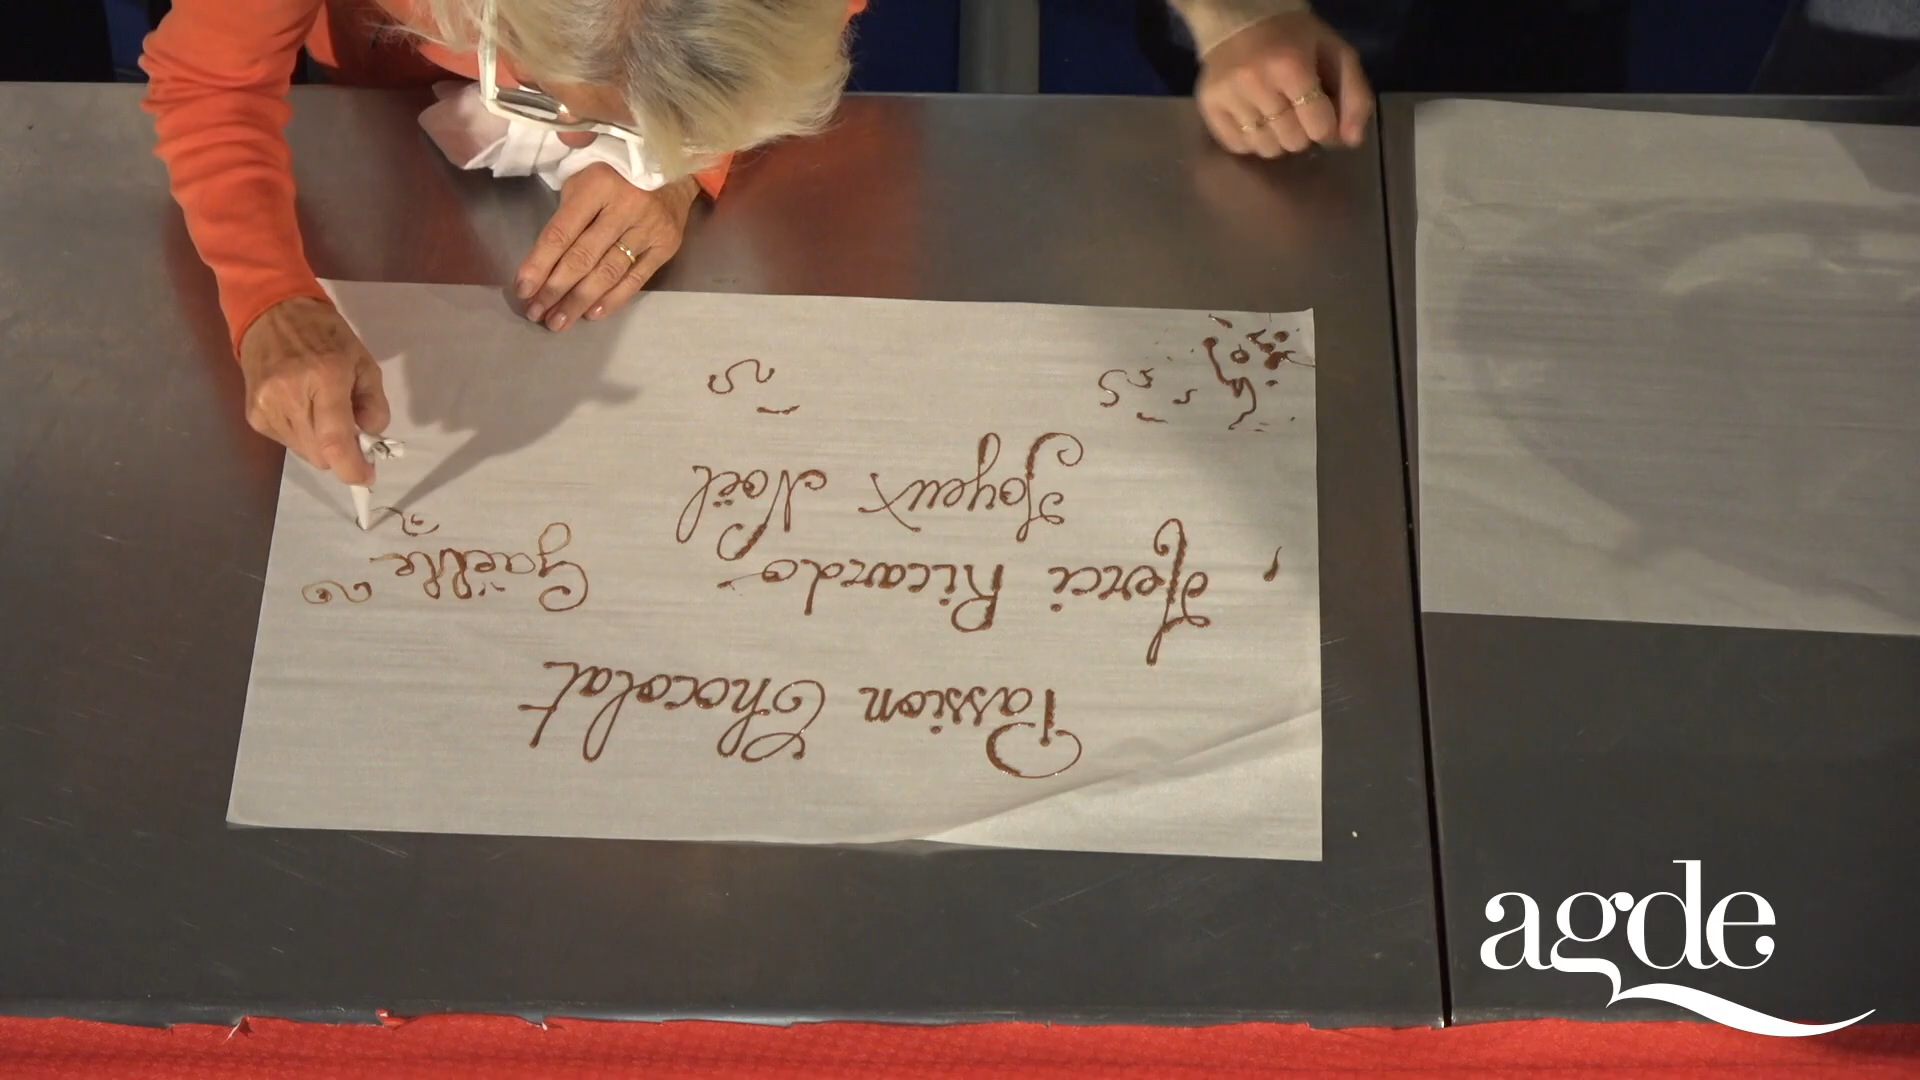 Passion Chocolat
Merci Ricardo
Gaëlle
Joyeux Noël
agde